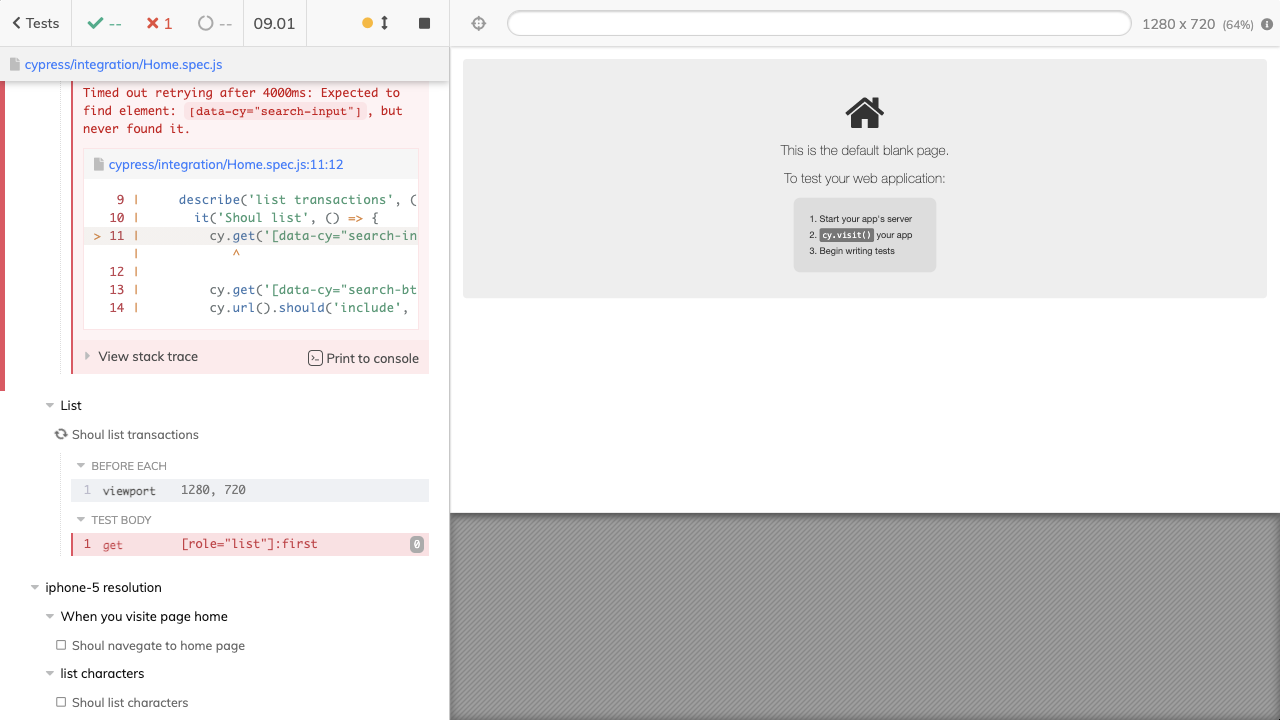 Tests
--
1
--
09.01
1280 x 720 (64%)
cypress/integration/Home.spec.js
Timed out retrying after 4000ms: Expected to
find element: [data-cy="search-input"], but
never found it.
cypress/integration/Home.spec.js:11:12
9 | describe('list transactions', (
10 | it('Shoul list', () => {
> 11 | cy.get('[data-cy="search-in
| ^
12 |
13 | cy.get('[data-cy="search-bt
14 | cy.url().should('include',
View stack trace
Print to console
List
Shoul list transactions
BEFORE EACH
1 viewport 1280, 720
TEST BODY
1 get [role="list"]:first 0
iphone-5 resolution
When you visite page home
Shoul navegate to home page
list characters
Shoul list characters
This is the default blank page.
To test your web application:
1. Start your app's server
2. cy.visit() your app
3. Begin writing tests